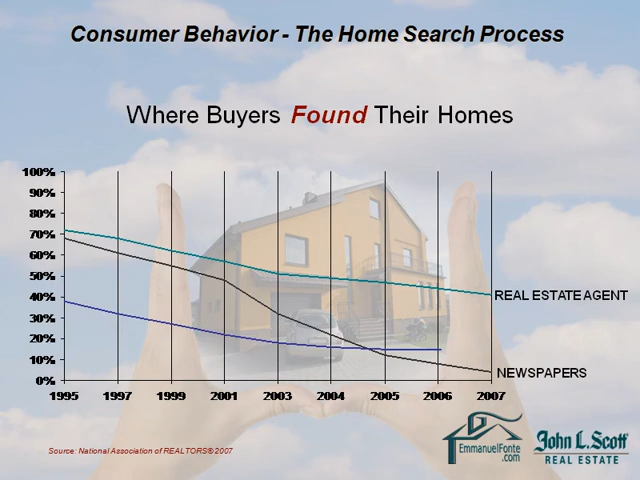 Consumer Behavior - The Home Search Process
Where Buyers Found Their Homes
100%
90%
80%
70%
60%
50%
40%
30%
20%
10%
0%
REAL ESTATE AGENT
NEWSPAPERS
1995 1997 1999 2001 2003 2004 2005 2006 2007
Source: National Association of REALTORS® 2007
EmmanuelFonte
.com
John L. Scott
REAL ESTATE